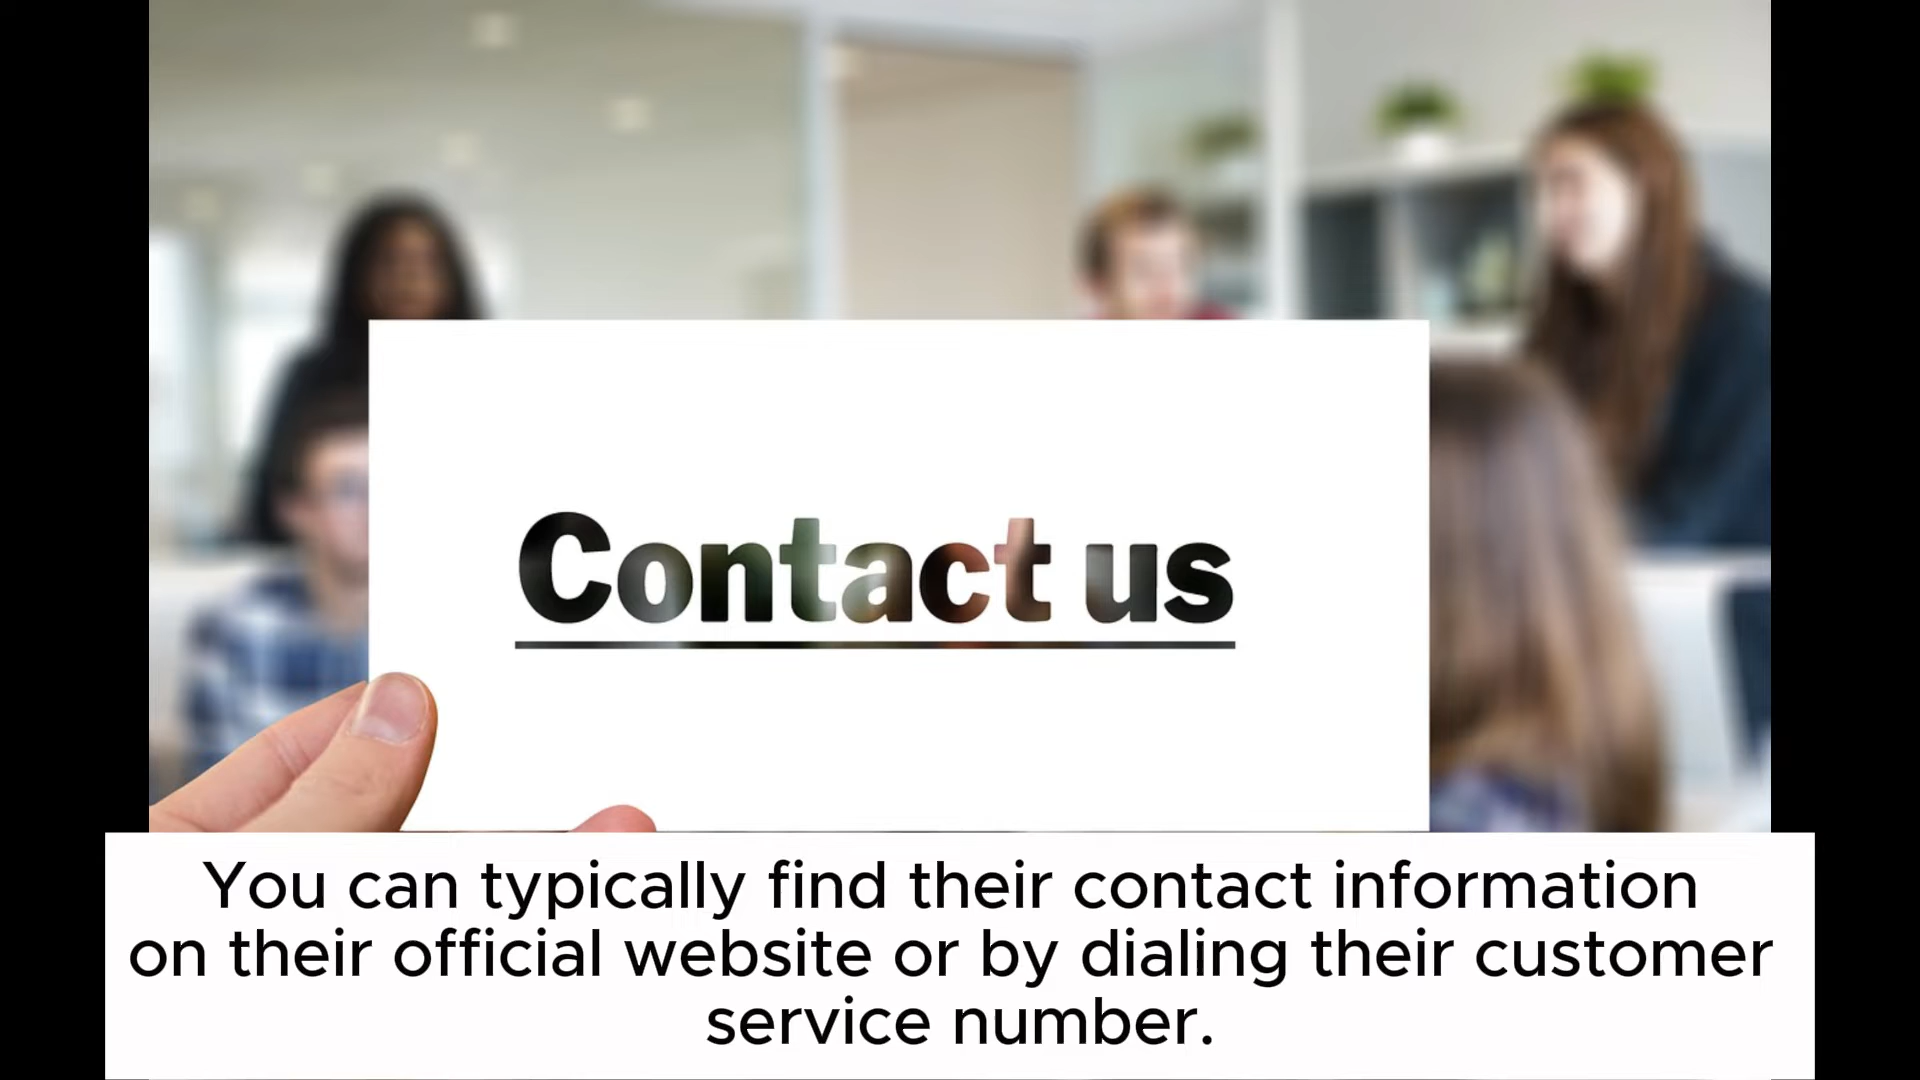 Contact us
You can typically find their contact information
on their official website or by dialing their customer
service number.